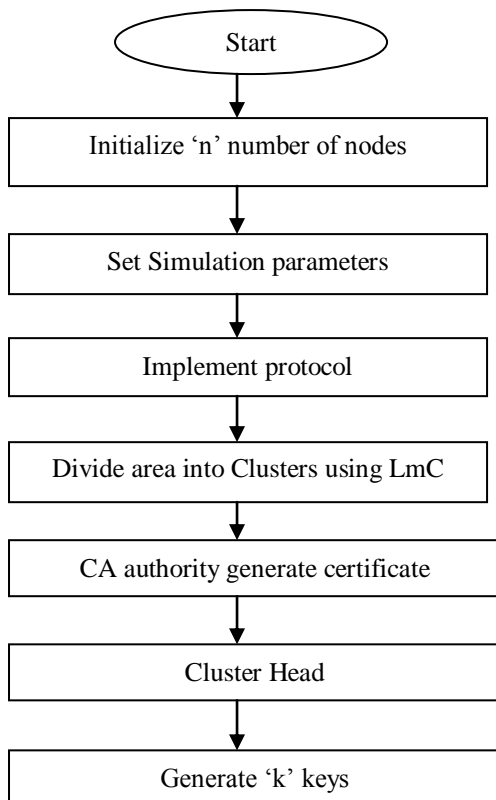 Start
Initialize ‘n’ number of nodes
Set Simulation parameters
Implement protocol
Divide area into Clusters using LmC
CA authority generate certificate
Cluster Head
Generate ‘k’ keys